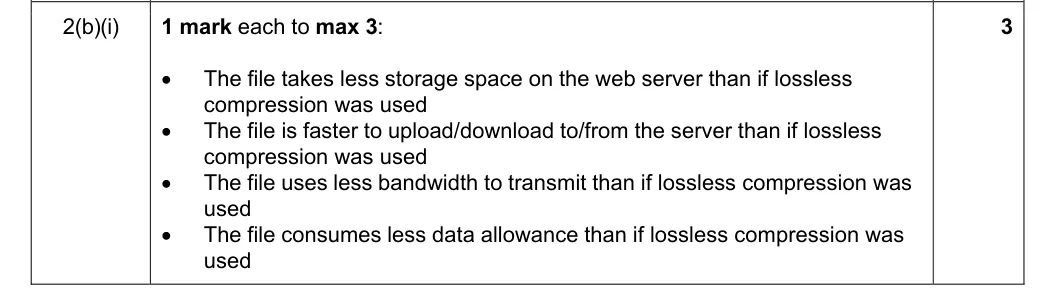 2(b)(i) 1 mark each to max 3: 3
• The file takes less storage space on the web server than if lossless
compression was used
• The file is faster to upload/download to/from the server than if lossless
compression was used
• The file uses less bandwidth to transmit than if lossless compression was
used
• The file consumes less data allowance than if lossless compression was
used